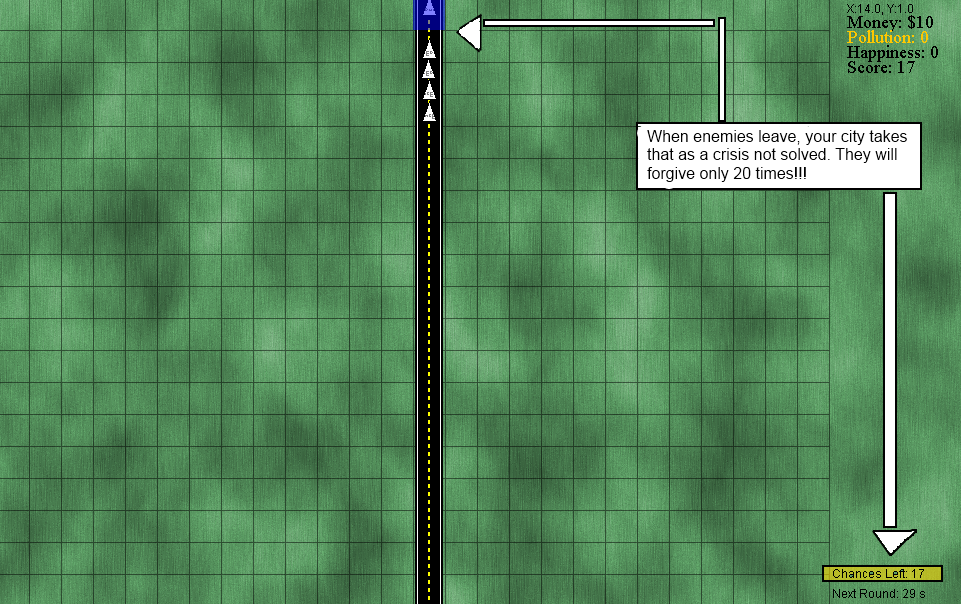 X:14.0, Y:1.0
Money: $10
Pollution: 0
Happiness: 0
Score: 17
When enemies leave, your city takes
that as a crisis not solved. They will
forgive only 20 times!!!
Chances Left: 17
Next Round: 29 s